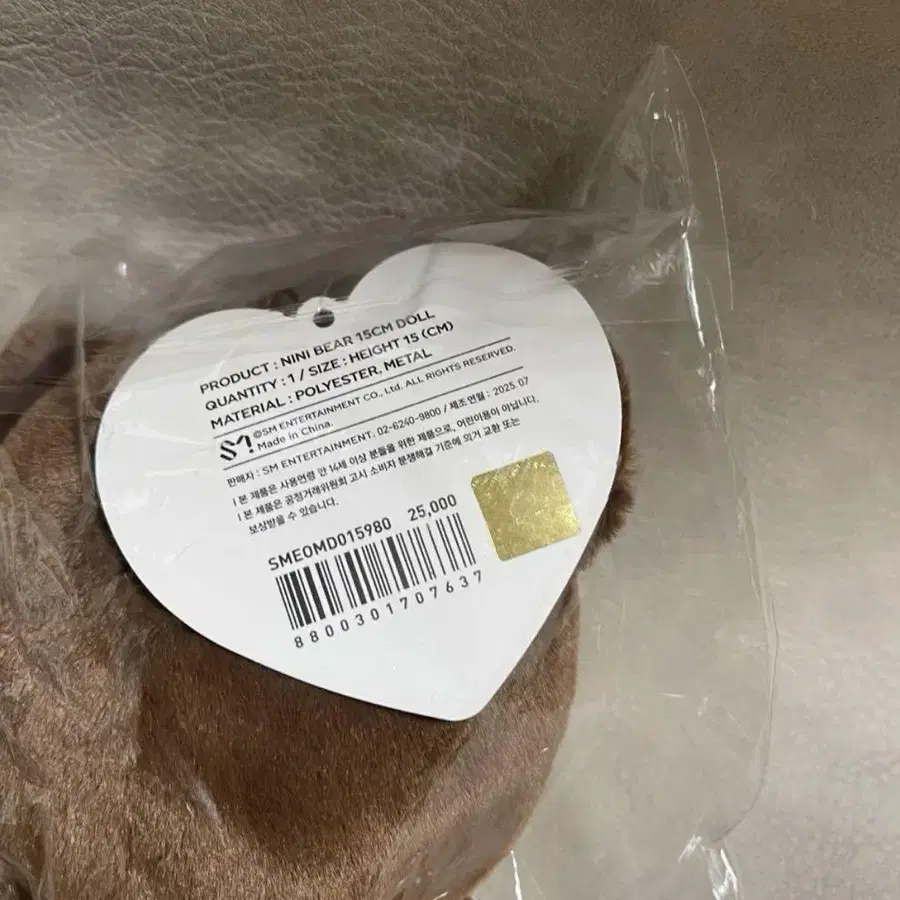 PRODUCT : NINI BEAR 15CM DOLL
QUANTITY : 1 / SIZE : HEIGHT 15 (CM)
MATERIAL : POLYESTER, METAL
SM ©SM ENTERTAINMENT CO., Ltd. ALL RIGHTS RESERVED.
Made in China.
판매자 : SM ENTERTAINMENT. 02-6240-9800 / 제조연월 : 2025.07
| 본 제품은 사용연령 만 14세 이상 분들을 위한 제품으로, 어린이용이 아닙니다.
| 본 제품은 공정거래위원회 고시 소비자 분쟁해결 기준에 의거 교환 또는
보상받을 수 있습니다.
SMEOMD015980 25,000
8800301707637